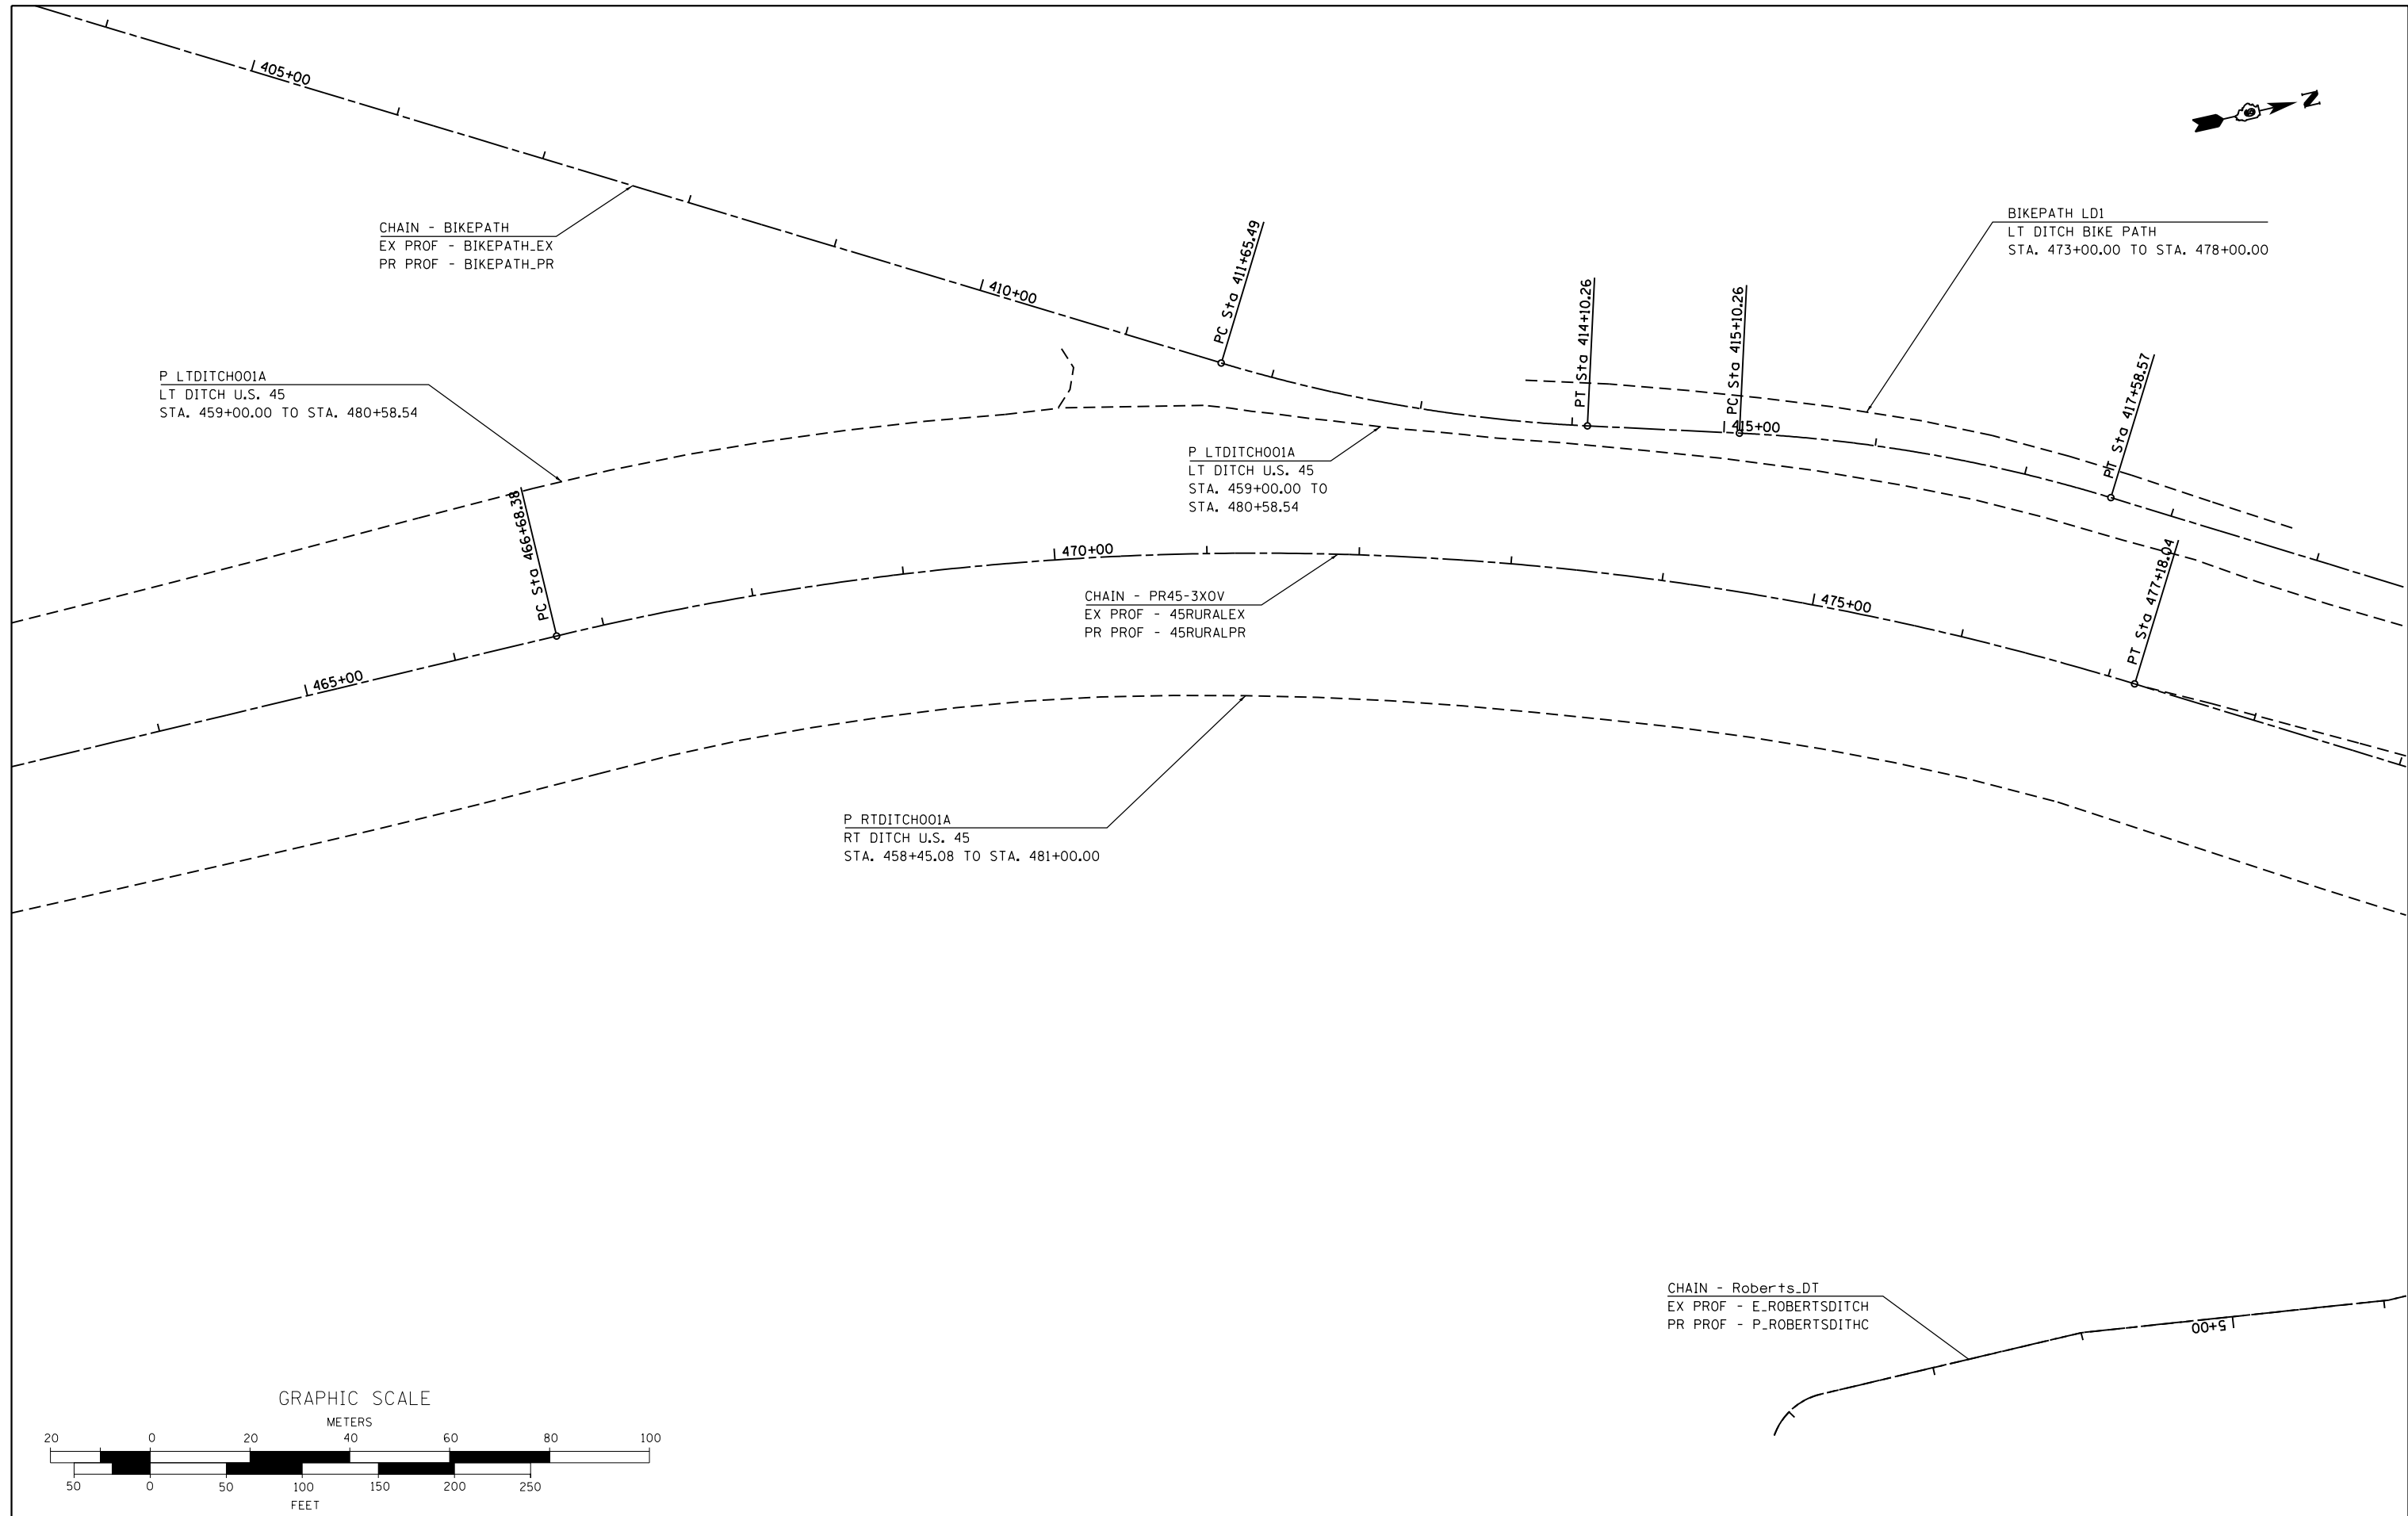 405+00
N
CHAIN - BIKEPATH
EX PROF - BIKEPATH_EX
PR PROF - BIKEPATH_PR
BIKEPATH LD1
LT DITCH BIKE PATH
STA. 473+00.00 TO STA. 478+00.00
410+00
PC Sta 411+65.49
PT Sta 414+10.26
PC Sta 415+10.26
415+00
PT Sta 417+58.57
P LTDITCH001A
LT DITCH U.S. 45
STA. 459+00.00 TO STA. 480+58.54
P LTDITCH001A
LT DITCH U.S. 45
STA. 459+00.00 TO
STA. 480+58.54
PC Sta 466+68.38
465+00
470+00
CHAIN - PR45-3XOV
EX PROF - 45RURALEX
PR PROF - 45RURALPR
475+00
PT Sta 477+18.04
P RTDITCH001A
RT DITCH U.S. 45
STA. 458+45.08 TO STA. 481+00.00
CHAIN - Roberts_DT
EX PROF - E_ROBERTSDITCH
PR PROF - P_ROBERTSDITHC
5+00
GRAPHIC SCALE
METERS
20 0 20 40 60 80 100
50 0 50 100 150 200 250
FEET